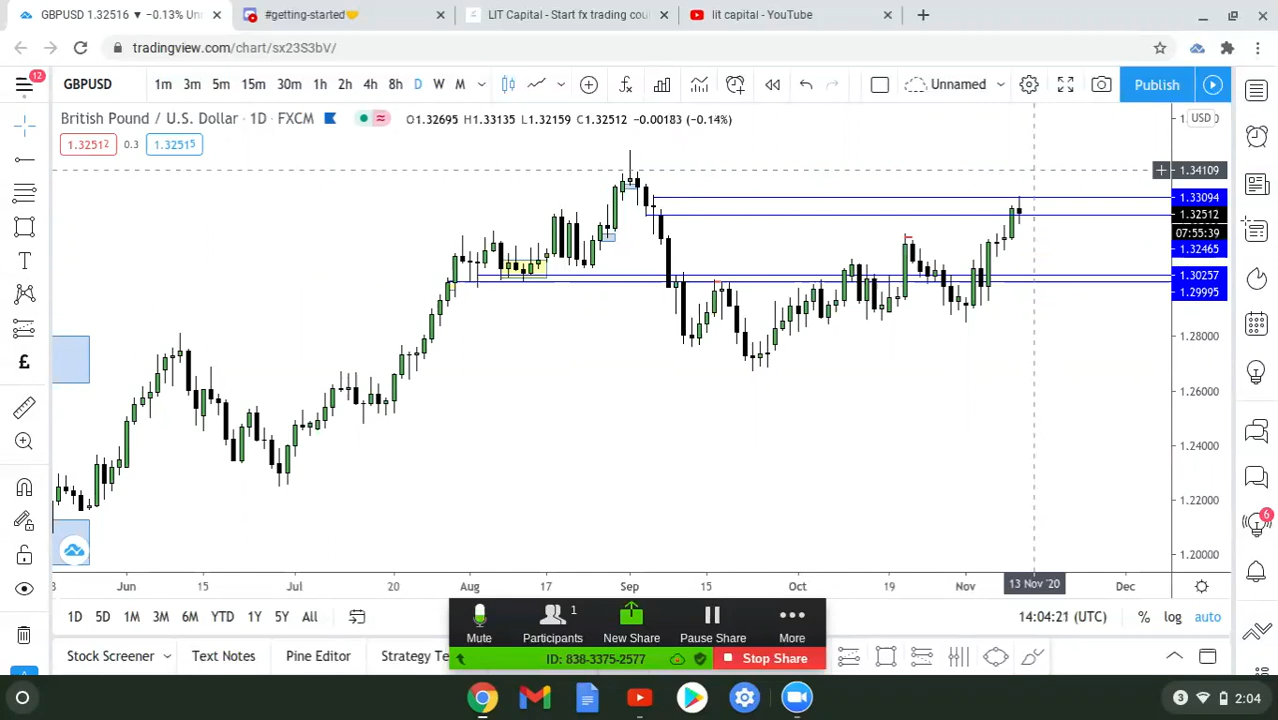 GBPUSD 1.32516 ▼ −0.13% Un
#getting-started
LIT Capital - Start fx trading cou
lit capital - YouTube
tradingview.com/chart/sx23S3bV/
12
GBPUSD
1m 3m 5m 15m 30m 1h 2h 4h 8h D W M
Unnamed
Publish
British Pound / U.S. Dollar · 1D · FXCM
O1.32695 H1.33135 L1.32159 C1.32512 −0.00183 (−0.14%)
USD
1.32512
0.3
1.32515
1.34109
1.33094
1.32512
07:55:39
1.32465
1.30257
1.29995
1.28000
1.26000
1.24000
1.22000
1.20000
6
Jun 15 Jul 20 Aug 17 Sep 15 Oct 19 Nov 13 Nov '20 Dec
1D 5D 1M 3M 6M YTD 1Y 5Y All
14:04:21 (UTC)
% log auto
Mute
Participants
1
New Share
Pause Share
More
ID: 838-3375-2577
Stop Share
Stock Screener
Text Notes
Pine Editor
Strategy Te
3
2:04